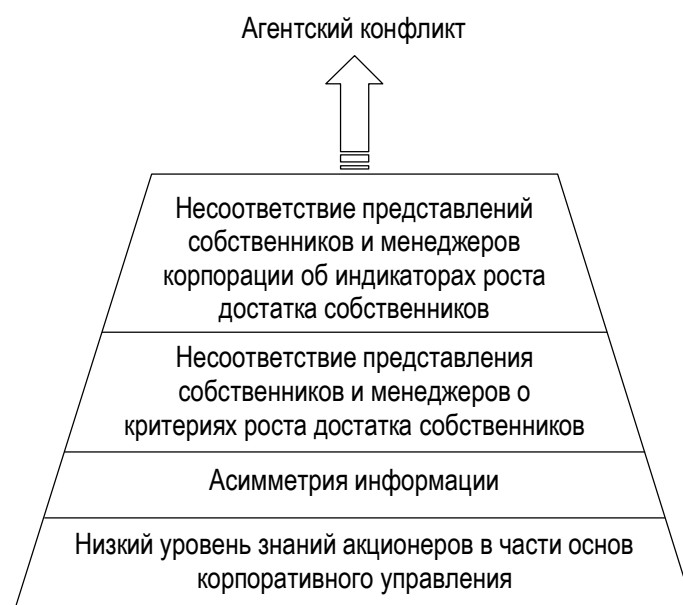 Агентский конфликт
Несоответствие представлений
собственников и менеджеров
корпорации об индикаторах роста
достатка собственников
Несоответствие представления
собственников и менеджеров о
критериях роста достатка собственников
Асимметрия информации
Низкий уровень знаний акционеров в части основ
корпоративного управления